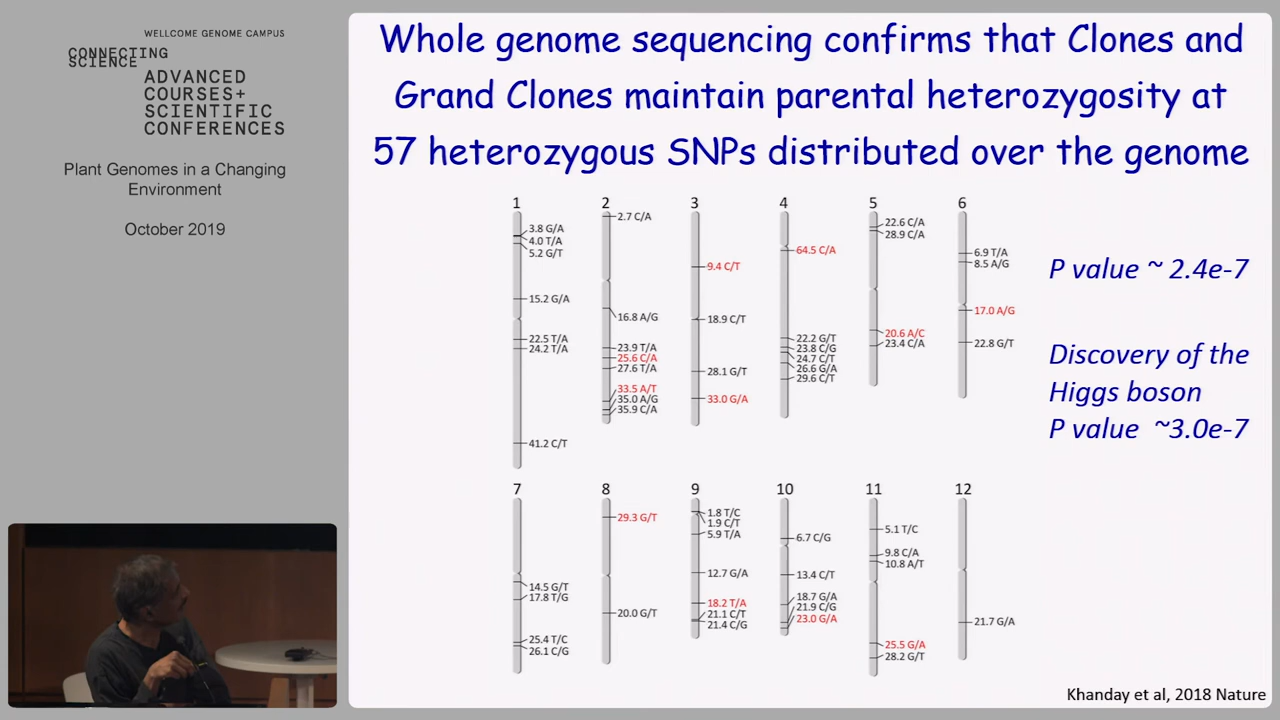 WELLCOME GENOME CAMPUS
CONNECTING
SCIENCE
ADVANCED
COURSES+
SCIENTIFIC
CONFERENCES
Plant Genomes in a Changing
Environment
October 2019
Whole genome sequencing confirms that Clones and
Grand Clones maintain parental heterozygosity at
57 heterozygous SNPs distributed over the genome
1
3.8 G/A
4.0 T/A
5.2 G/T
15.2 G/A
22.5 T/A
24.2 T/A
41.2 C/T
2
2.7 C/A
16.8 A/G
23.9 T/A
25.6 C/A
27.6 T/A
33.5 A/T
35.0 A/G
35.9 C/A
3
9.4 C/T
18.9 C/T
28.1 G/T
33.0 G/A
4
64.5 C/A
22.2 G/T
23.8 C/G
24.7 C/T
26.6 G/A
29.6 C/T
5
22.6 C/A
28.9 C/A
20.6 A/C
23.4 C/A
6
6.9 T/A
8.5 A/G
17.0 A/G
22.8 G/T
P value ~ 2.4e-7
Discovery of the
Higgs boson
P value ~3.0e-7
7
14.5 G/T
17.8 T/G
25.4 T/C
26.1 C/G
8
29.3 G/T
20.0 G/T
9
1.8 T/C
1.9 C/T
5.9 T/A
12.7 G/A
18.2 T/A
21.1 C/T
21.4 C/G
10
6.7 C/G
13.4 C/T
18.7 G/A
21.9 C/G
23.0 G/A
11
5.1 T/C
9.8 C/A
10.8 A/T
25.5 G/A
28.2 G/T
12
21.7 G/A
Khanday et al, 2018 Nature